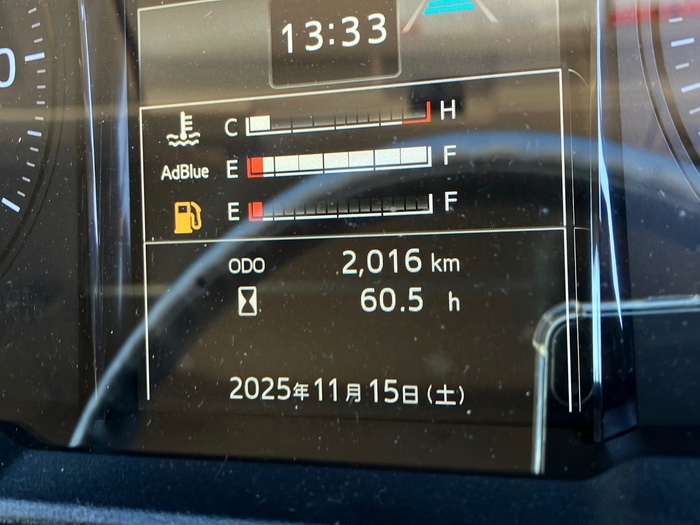 13:33
0
C H
AdBlue E F
E F
ODO 2,016 km
60.5 h
2025年11月15日(土)